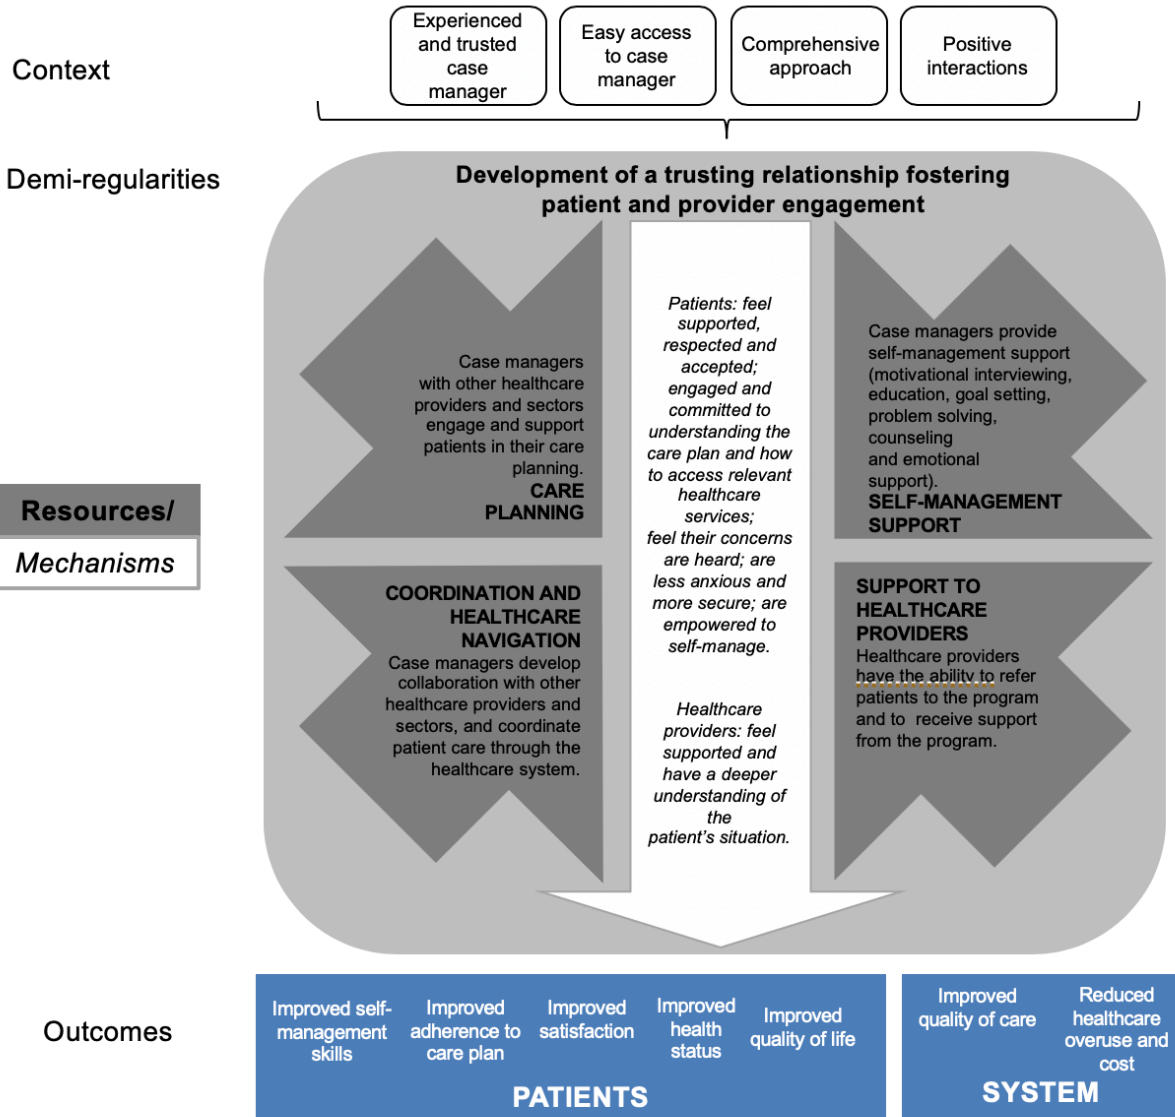 Context
Experienced
and trusted
case
manager
Easy access
to case
manager
Comprehensive
approach
Positive
interactions
Demi-regularities
Development of a trusting relationship fostering
patient and provider engagement
Resources/
Mechanisms
Case managers
with other healthcare
providers and sectors
engage and support
patients in their care
planning.
CARE
PLANNING
Patients: feel
supported,
respected and
accepted;
engaged and
committed to
understanding the
care plan and how
to access relevant
healthcare
services;
feel their concerns
are heard; are
less anxious and
more secure; are
empowered to
self-manage.
Healthcare
providers: feel
supported and
have a deeper
understanding of
the
patient's situation.
Case managers provide
self-management support
(motivational interviewing,
education, goal setting,
problem solving,
counseling
and emotional
support).
SELF-MANAGEMENT
SUPPORT
COORDINATION AND
HEALTHCARE
NAVIGATION
Case managers develop
collaboration with other
healthcare providers and
sectors, and coordinate
patient care through the
healthcare system.
SUPPORT TO
HEALTHCARE
PROVIDERS
Healthcare providers
have the ability to refer
patients to the program
and to receive support
from the program.
Outcomes
Improved self-
management
skills
Improved
adherence to
care plan
Improved
satisfaction
Improved
health
status
Improved
quality of life
PATIENTS
Improved
quality of care
Reduced
healthcare
overuse and
cost
SYSTEM